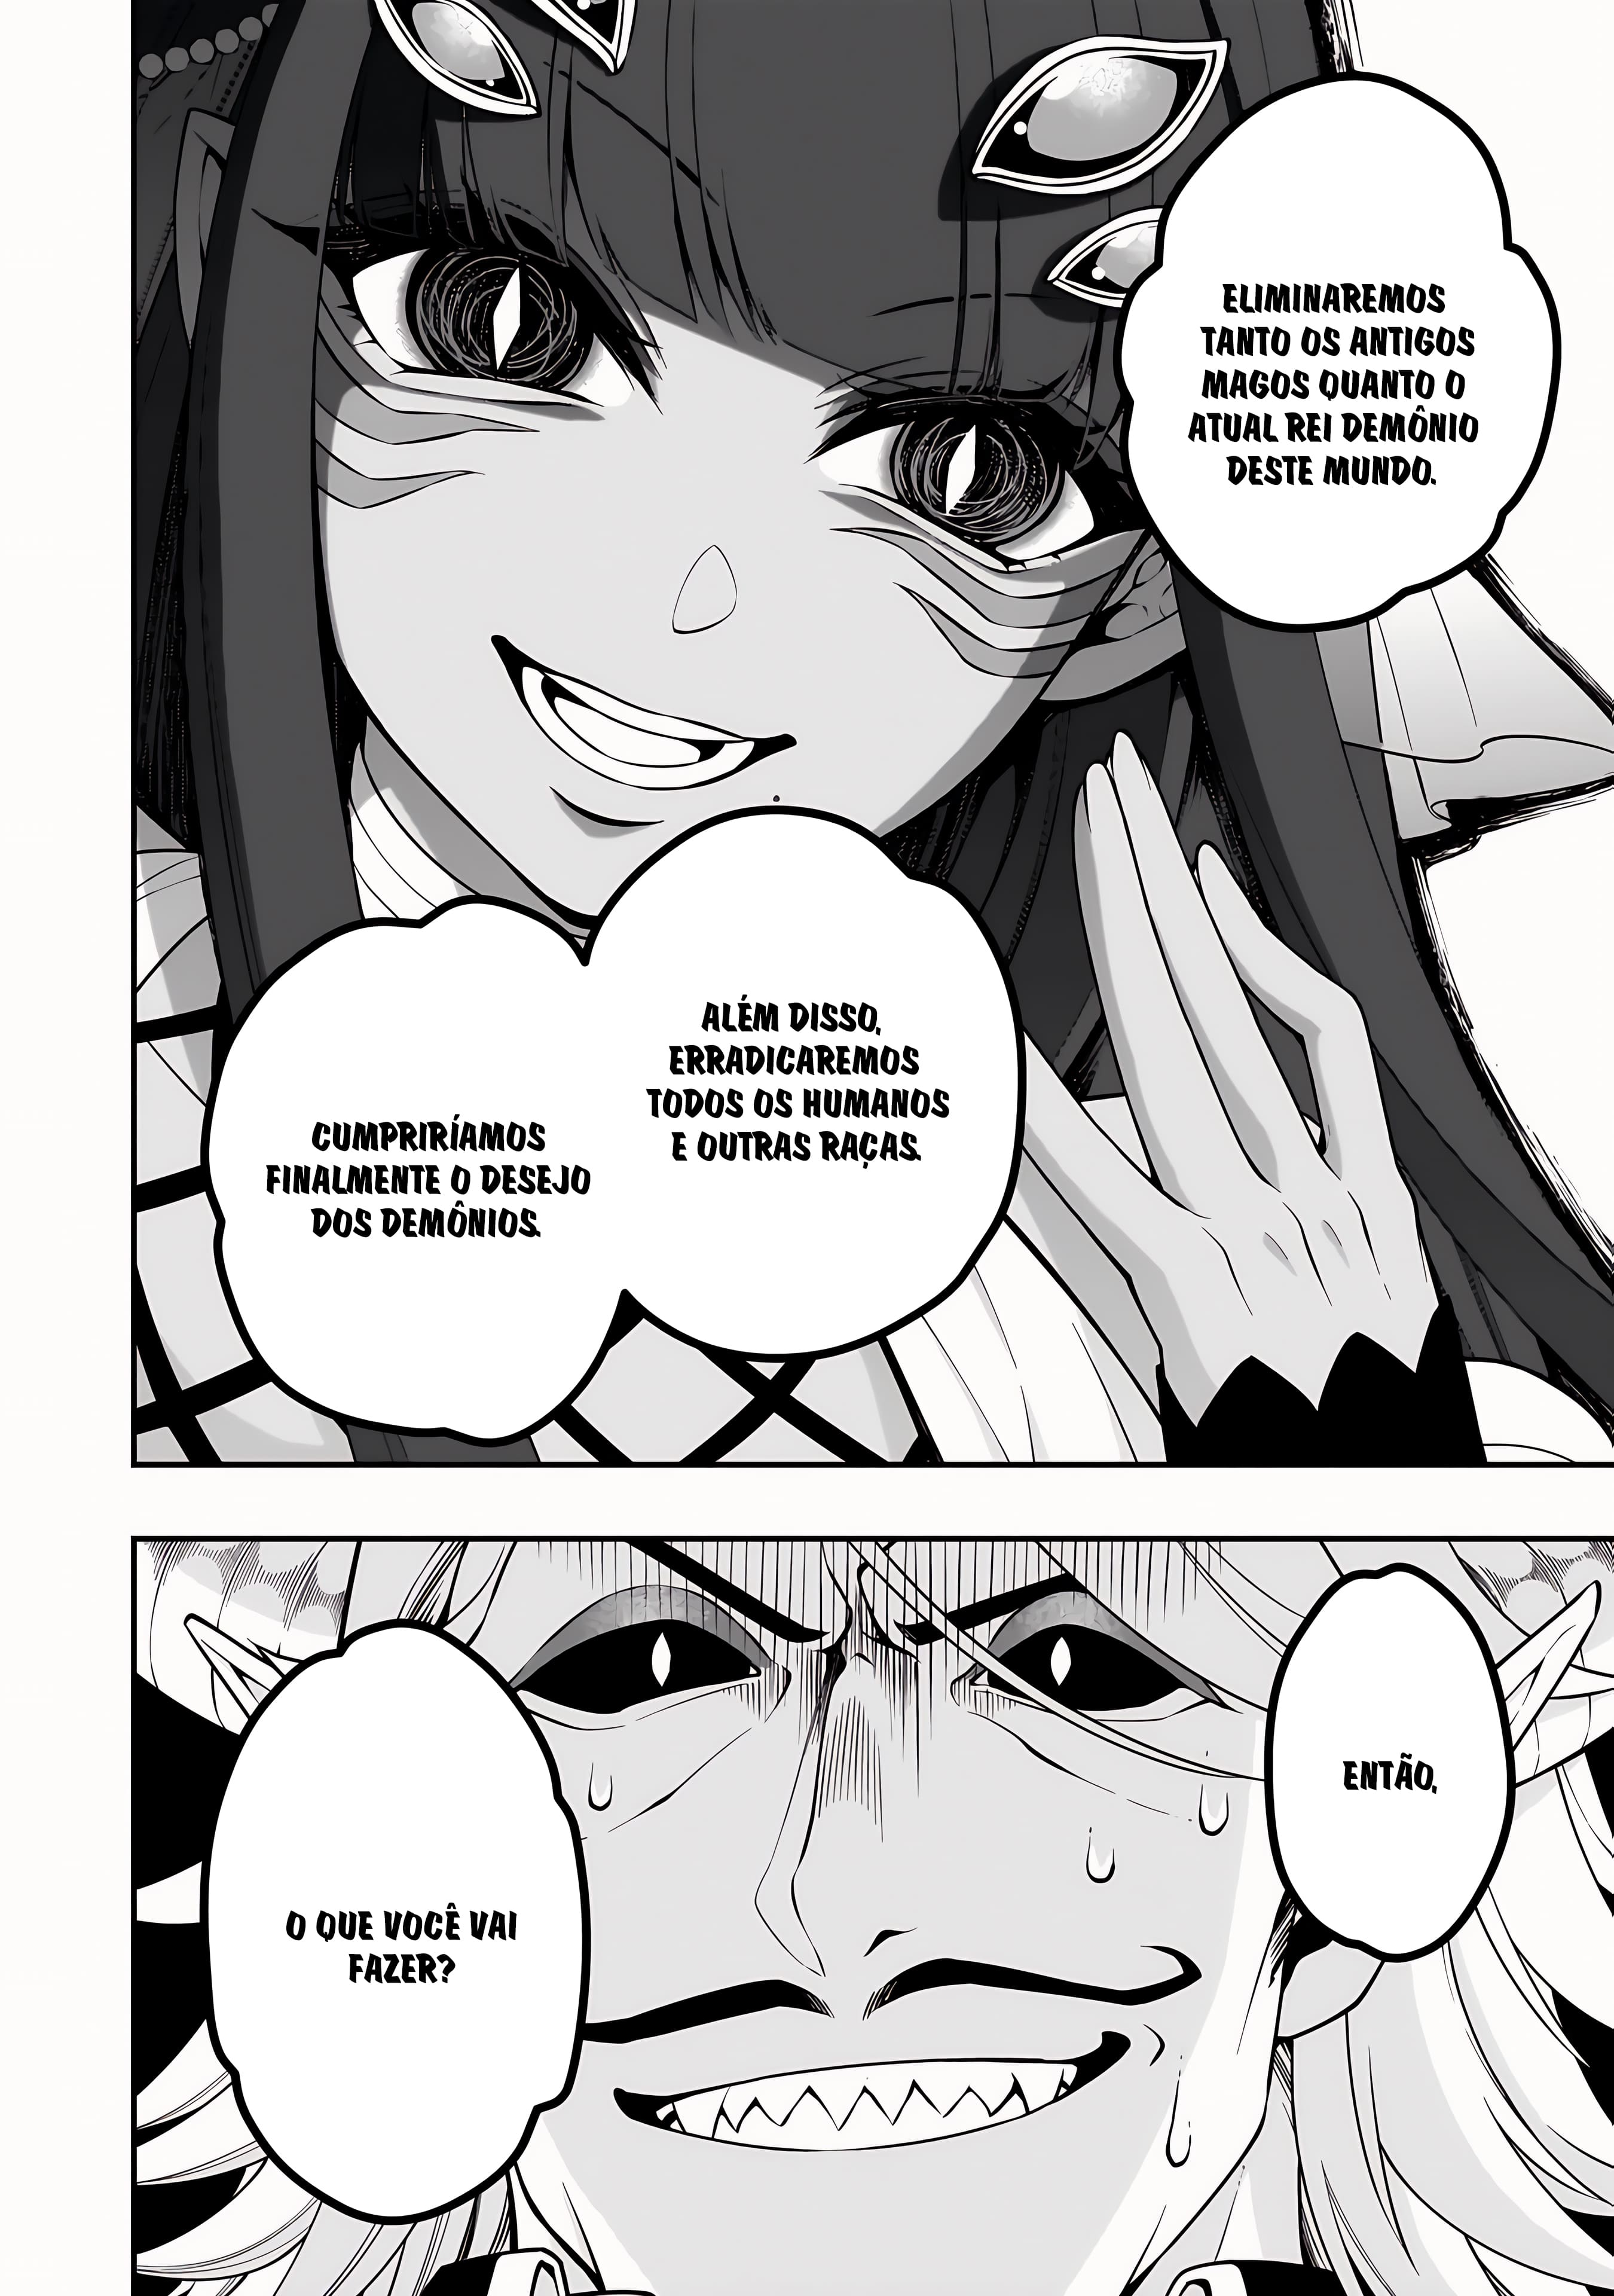 ELIMINAREMOS
TANTO OS ANTIGOS
MAGOS QUANTO O
ATUAL REI DEMÔNIO
DESTE MUNDO.
ALÉM DISSO,
ERRADICAREMOS
TODOS OS HUMANOS
E OUTRAS RAÇAS.
CUMPRIRÍAMOS
FINALMENTE O DESEJO
DOS DEMÔNIOS.
ENTÃO,
O QUE VOCÊ VAI
FAZER?